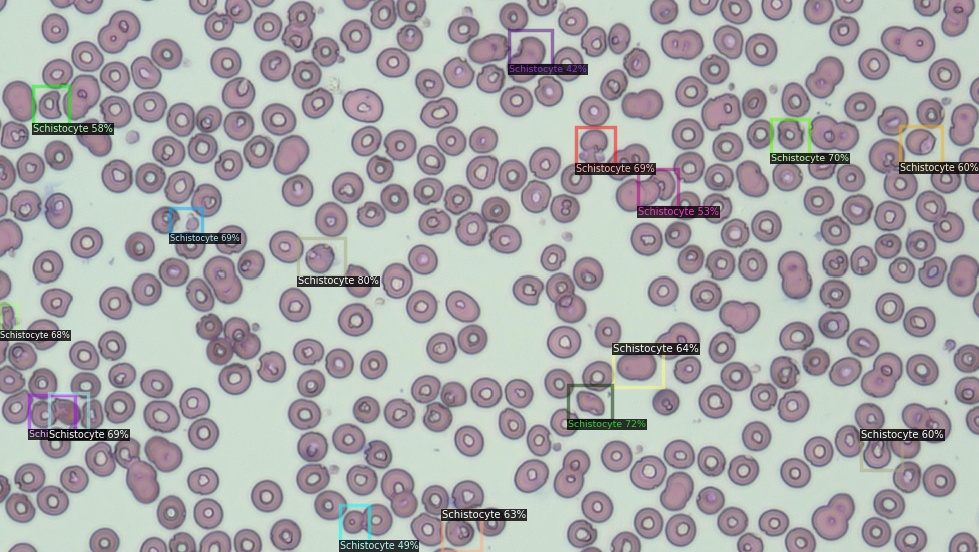 Schistocyte 42%
Schistocyte 58%
Schistocyte 70%
Schistocyte 69%
Schistocyte 60%
Schistocyte 53%
Schistocyte 69%
Schistocyte 80%
Schistocyte 68%
Schistocyte 64%
Schistocyte 72%
Schistocyte 69%
Schistocyte 60%
Schistocyte 63%
Schistocyte 49%